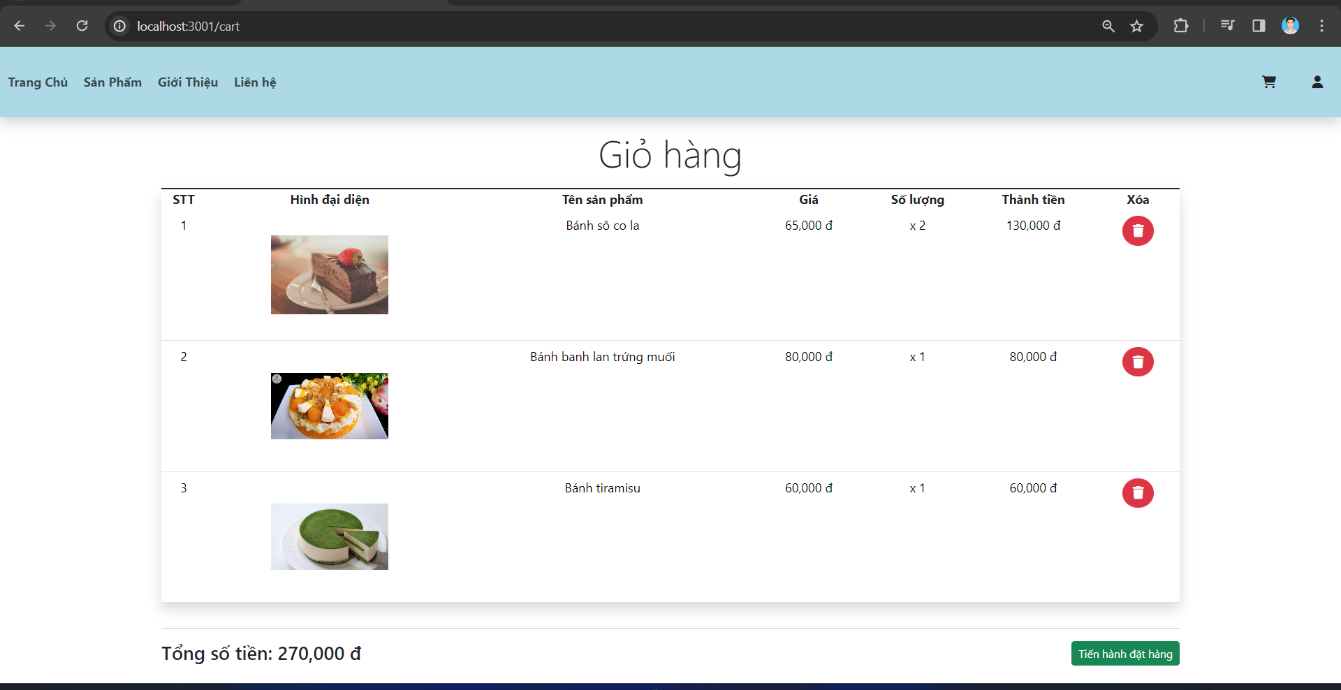 localhost:3001/cart
Trang Chủ Sản Phẩm Giới Thiệu Liên hệ
Giỏ hàng
STT Hình đại diện Tên sản phẩm Giá Số lượng Thành tiền Xóa
1 Bánh sô co la 65,000 đ x 2 130,000 đ
2 Bánh banh lan trứng muối 80,000 đ x 1 80,000 đ
3 Bánh tiramisu 60,000 đ x 1 60,000 đ
Tổng số tiền: 270,000 đ Tiến hành đặt hàng